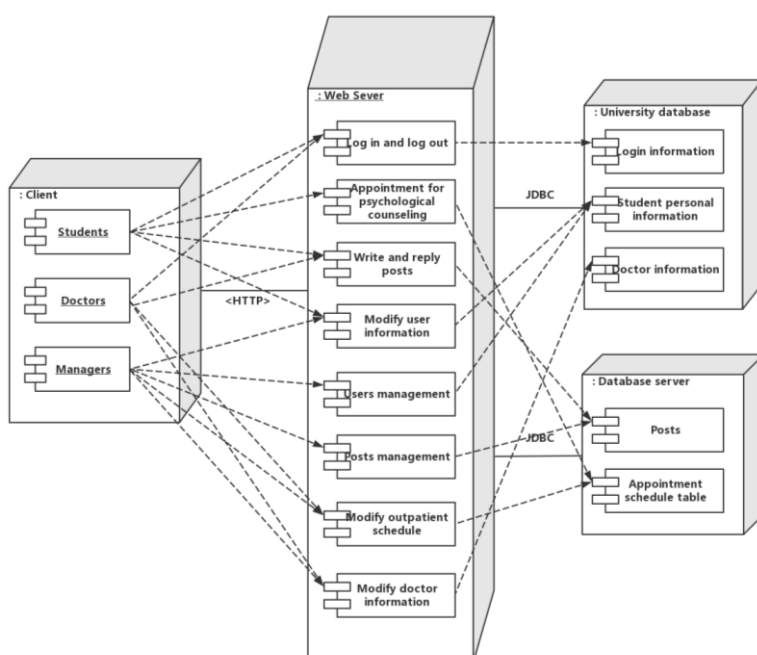 : Web Sever
Log in and log out
Appointment for
psychological
counseling
Write and reply
posts
Modify user
information
Users management
Posts management
Modify outpatient
schedule
Modify doctor
information
: Client
Students
Doctors
Managers
<HTTP>
JDBC
JDBC
: University database
Login information
Student personal
information
Doctor information
: Database server
Posts
Appointment
schedule table